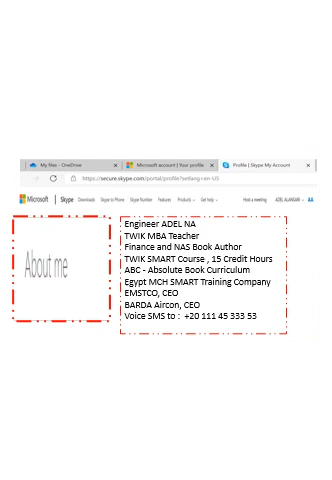 My files - OneDrive
Microsoft account | Your profile
Profile | Skype My Account
https://secure.skype.com/portal/profile?setlang=en-US
Microsoft | Skype Downloads Skype to Phone Skype Number Features Products Get help Host a meeting ADEL ALANSARI AA
About me
Engineer ADEL NA
TWIK MBA Teacher
Finance and NAS Book Author
TWIK SMART Course , 15 Credit Hours
ABC - Absolute Book Curriculum
Egypt MCH SMART Training Company
EMSTCO, CEO
BARDA Aircon, CEO
Voice SMS to : +20 111 45 333 53